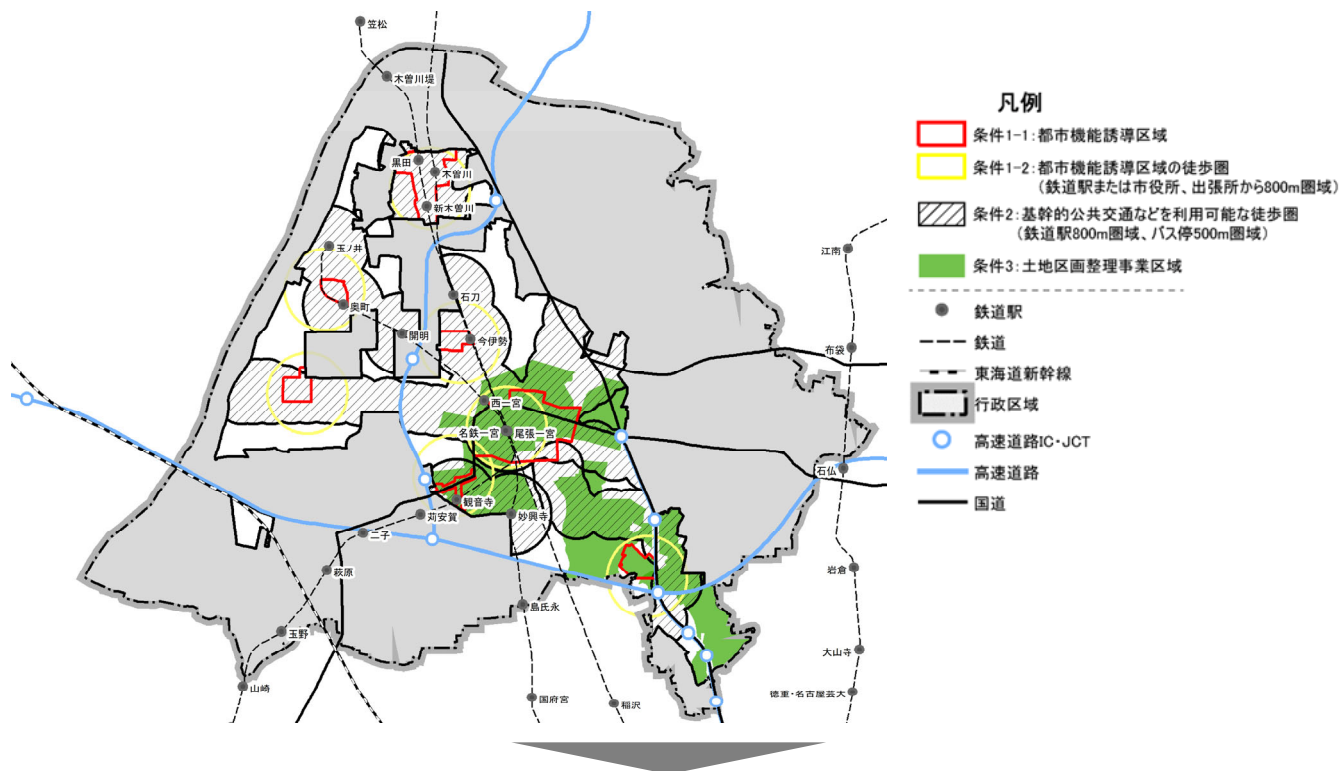 笠松
木曽川堤
黒田
木曽川
新木曽川
玉ノ井
石刀
奥町
開明
今伊勢
西一宮
名鉄一宮
尾張一宮
観音寺
苅安賀
妙興寺
二子
萩原
玉野
山崎
島氏永
国府宮
稲沢
江南
布袋
石仏
岩倉
大山寺
徳重・名古屋芸大
凡例
条件1-1:都市機能誘導区域
条件1-2:都市機能誘導区域の徒歩圏
(鉄道駅または市役所、出張所から800m圏域)
条件2:基幹的公共交通などを利用可能な徒歩圏
(鉄道駅800m圏域、バス停500m圏域)
条件3:土地区画整理事業区域
鉄道駅
鉄道
東海道新幹線
行政区域
高速道路IC・JCT
高速道路
国道